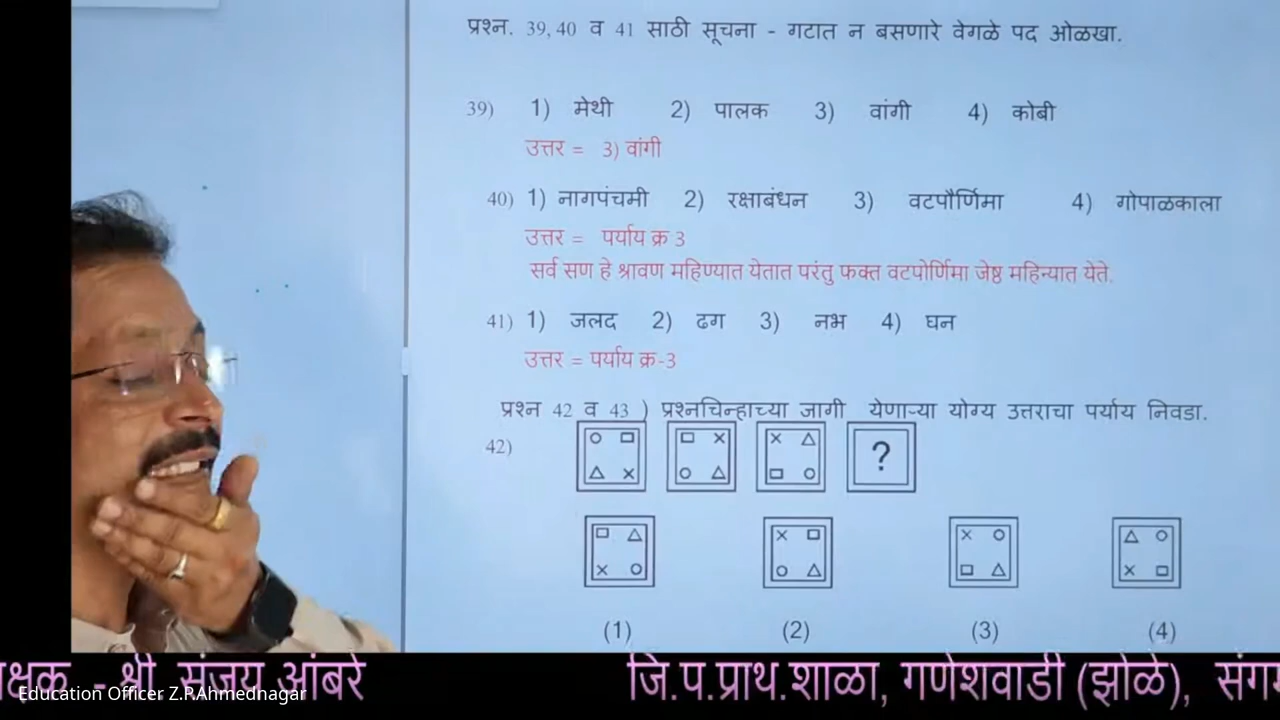 प्रश्न. 39, 40 व 41 साठी सूचना - गटात न बसणारे वेगळे पद ओळखा.
39) 1) मेथी 2) पालक 3) वांगी 4) कोबी
उत्तर = 3) वांगी
40) 1) नागपंचमी 2) रक्षाबंधन 3) वटपौर्णिमा 4) गोपाळकाला
उत्तर = पर्याय क्र 3
सर्व सण हे श्रावण महिण्यात येतात परंतु फक्त वटपोर्णिमा जेष्ठ महिन्यात येते.
41) 1) जलद 2) ढग 3) नभ 4) घन
उत्तर = पर्याय क्र-3
प्रश्न 42 व 43 ) प्रश्नचिन्हाच्या जागी येणाऱ्या योग्य उत्तराचा पर्याय निवडा.
42)
?
(1) (2) (3) (4)
क्षक - श्री संजय आंबरे जि.प.प्राथ.शाळा, गणेशवाडी (झोळे),
Education Officer Z.P.Ahmednagar